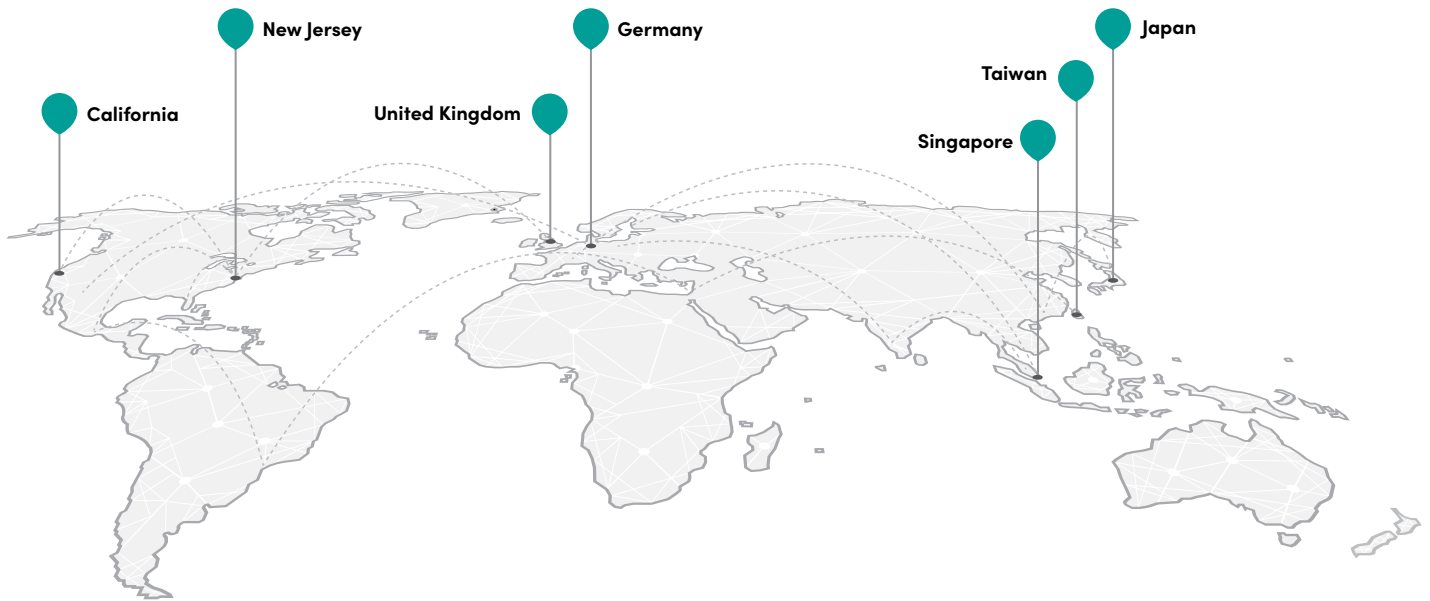 New Jersey
Germany
Japan
Taiwan
California
United Kingdom
Singapore